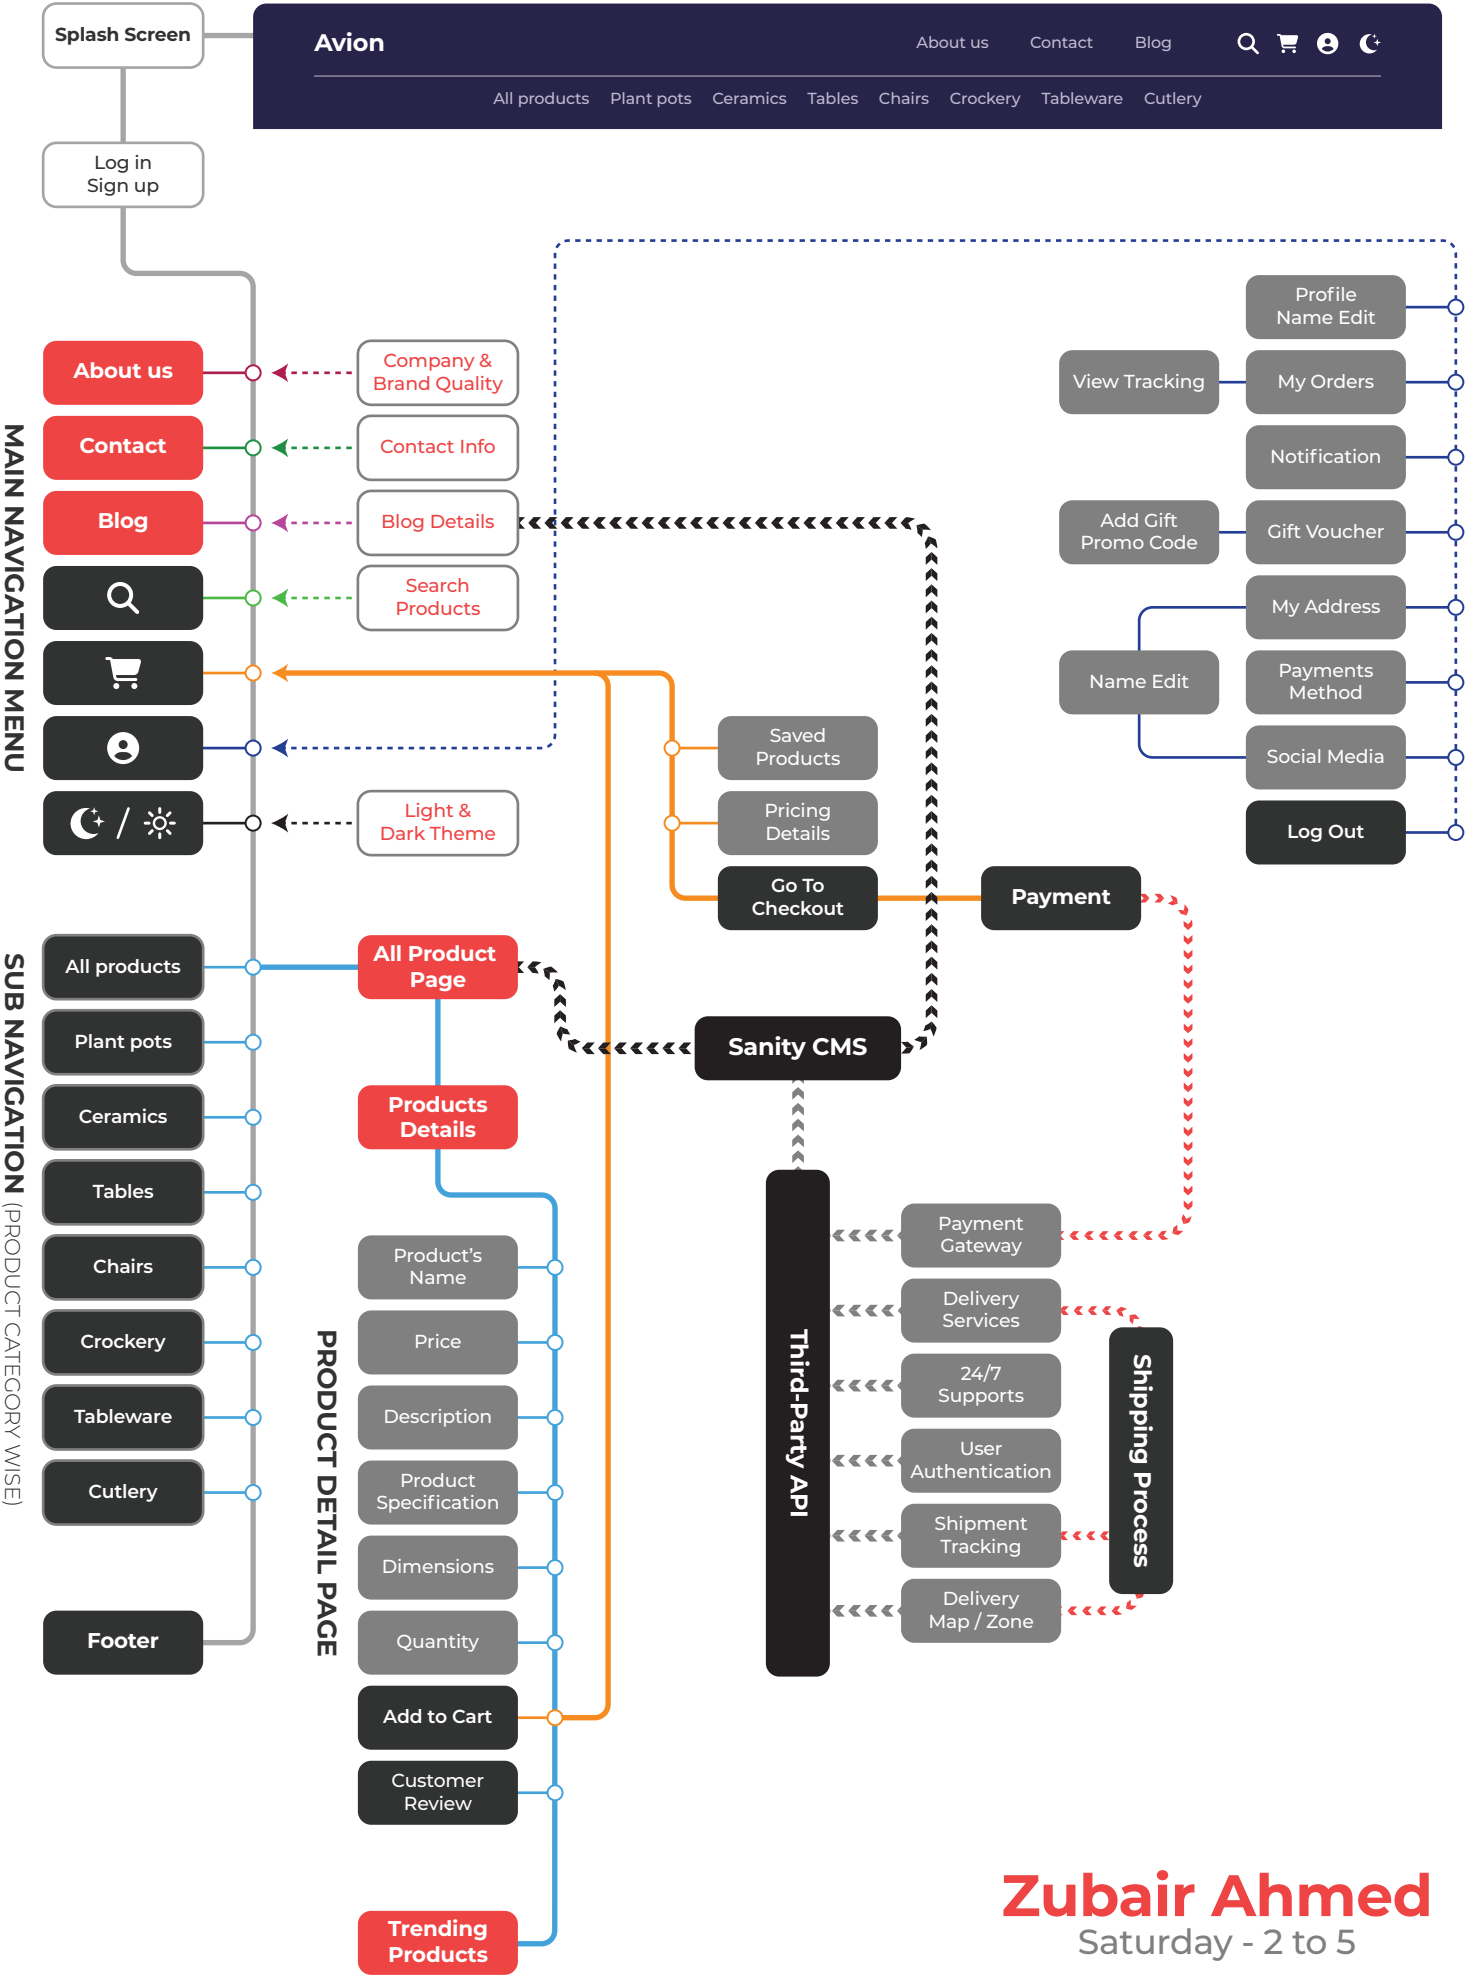 Splash Screen
Avion
About us
Contact
Blog
All products
Plant pots
Ceramics
Tables
Chairs
Crockery
Tableware
Cutlery
Log in
Sign up
MAIN NAVIGATION MENU
About us
Contact
Blog
/
Company &
Brand Quality
Contact Info
Blog Details
Search
Products
Light &
Dark Theme
Profile
Name Edit
View Tracking
My Orders
Notification
Add Gift
Promo Code
Gift Voucher
My Address
Name Edit
Payments
Method
Social Media
Log Out
Saved
Products
Pricing
Details
Go To
Checkout
Payment
SUB NAVIGATION (PRODUCT CATEGORY WISE)
All products
Plant pots
Ceramics
Tables
Chairs
Crockery
Tableware
Cutlery
Footer
All Product
Page
Products
Details
PRODUCT DETAIL PAGE
Product's
Name
Price
Description
Product
Specification
Dimensions
Quantity
Add to Cart
Customer
Review
Trending
Products
Sanity CMS
Third-Party API
Payment
Gateway
Delivery
Services
24/7
Supports
User
Authentication
Shipment
Tracking
Delivery
Map / Zone
Shipping Process
Zubair Ahmed
Saturday - 2 to 5